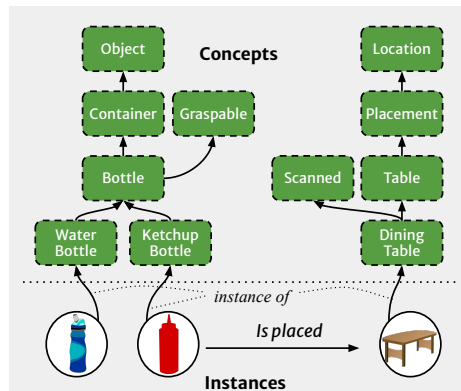 Object
Concepts
Location
Container
Graspable
Placement
Bottle
Scanned
Table
Water
Bottle
Ketchup
Bottle
Dining
Table
instance of
Is placed
Instances